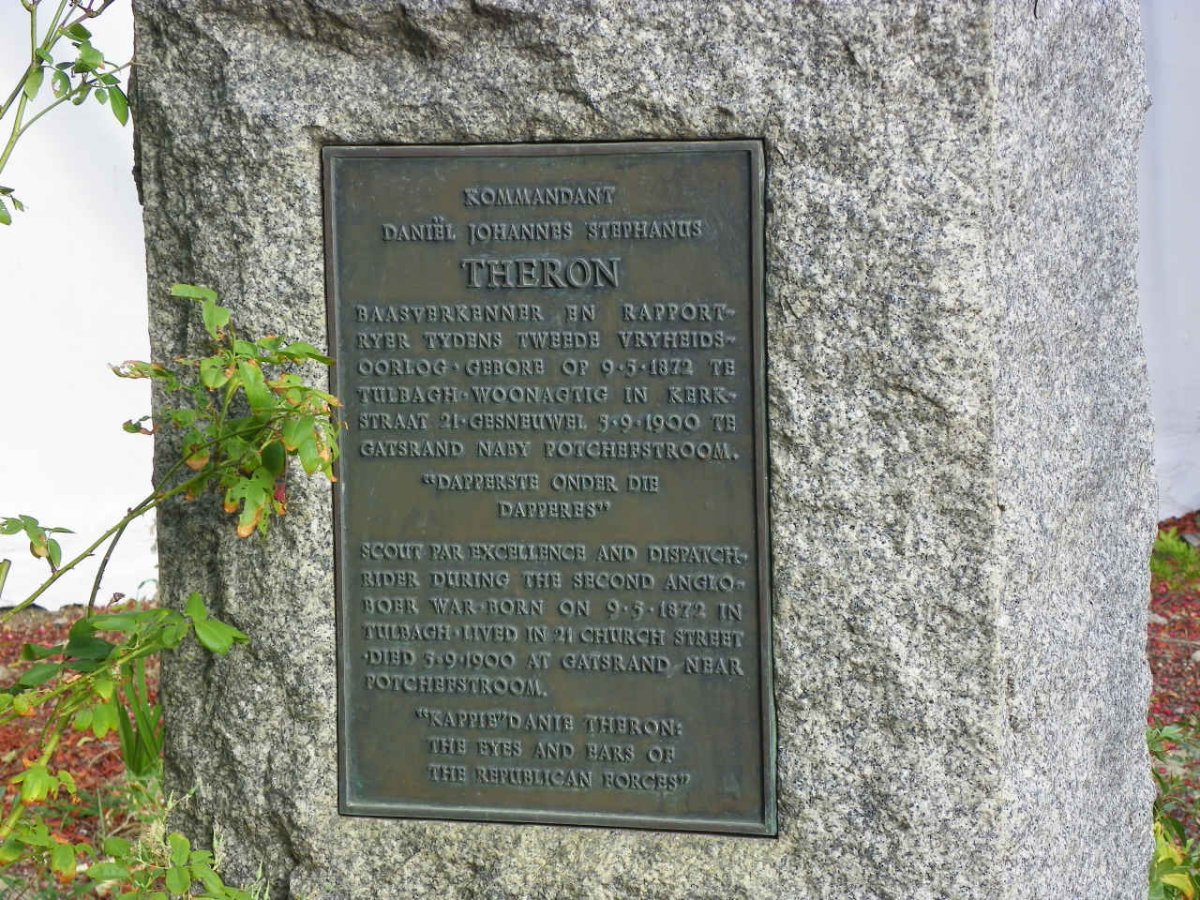 KOMMANDANT
DANIËL JOHANNES STEPHANUS
THERON
BAASVERKENNER EN RAPPORT-
RYER TYDENS TWEEDE VRYHEIDS-
OORLOG·GEBORE OP 9·5·1872 TE
TULBAGH·WOONAGTIG IN KERK-
STRAAT 21·GESNEUWEL 5·9·1900 TE
GATSRAND NABY POTCHEFSTROOM.
“DAPPERSTE ONDER DIE
DAPPERES”
SCOUT PAR EXCELLENCE AND DISPATCH-
RIDER DURING THE SECOND ANGLO-
BOER WAR·BORN ON 9·5·1872 IN
TULBAGH·LIVED IN 21 CHURCH STREET
·DIED 5·9·1900 AT GATSRAND NEAR
POTCHEFSTROOM.
“KAPPIE”DANIE THERON:
THE EYES AND EARS OF
THE REPUBLICAN FORCES”